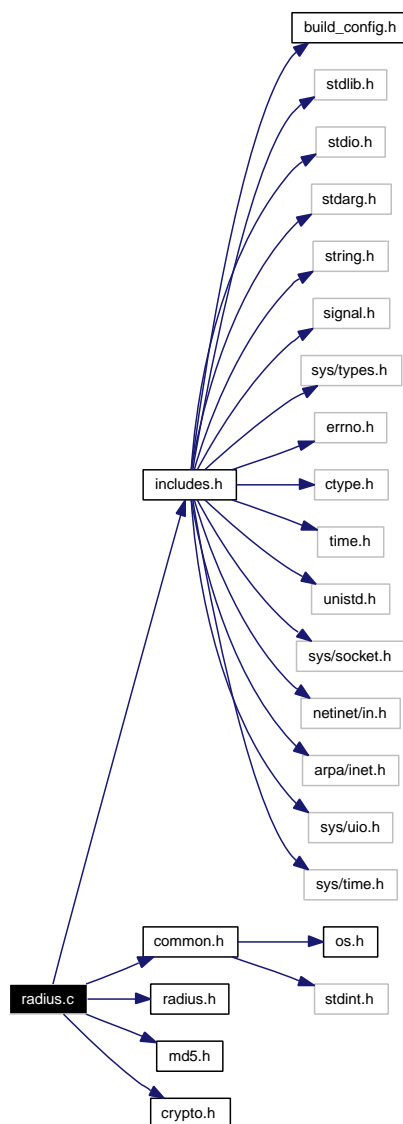 build_config.h
stdlib.h
stdio.h
stdarg.h
string.h
signal.h
sys/types.h
errno.h
includes.h
ctype.h
time.h
unistd.h
sys/socket.h
netinet/in.h
arpa/inet.h
sys/uio.h
sys/time.h
common.h
os.h
radius.c
radius.h
stdint.h
md5.h
crypto.h